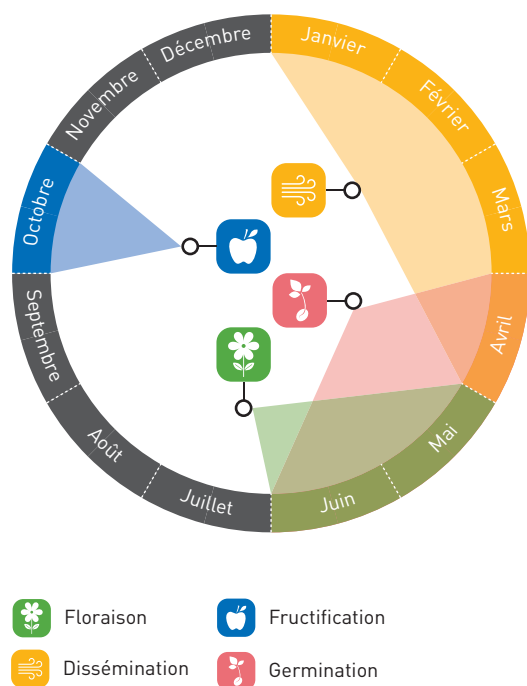 Janvier
Février
Mars
Avril
Mai
Juin
Juillet
Août
Septembre
Octobre
Novembre
Décembre
Floraison
Fructification
Dissémination
Germination